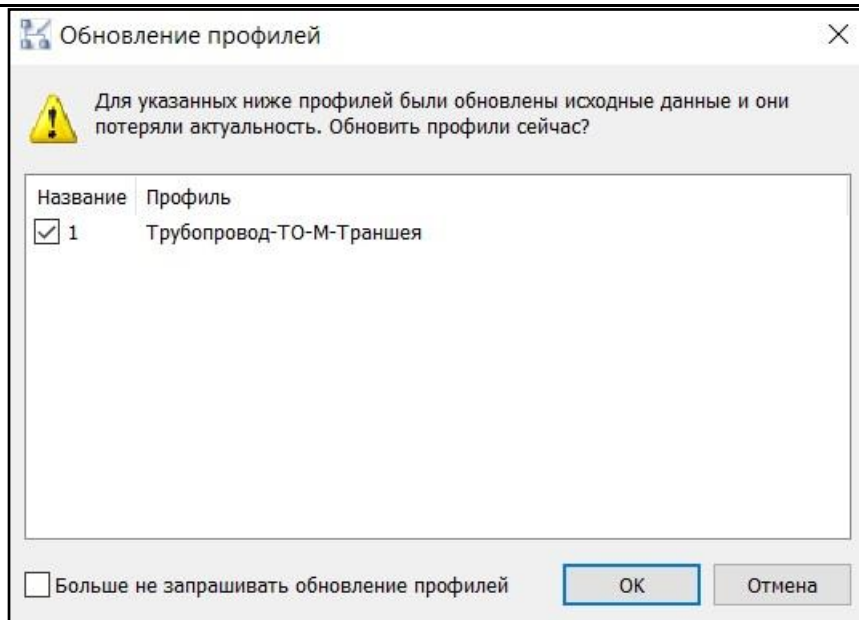 Обновление профилей
Для указанных ниже профилей были обновлены исходные данные и они
потеряли актуальность. Обновить профили сейчас?
Название Профиль
1 Трубопровод-ТО-М-Траншея
Больше не запрашивать обновление профилей
OK Отмена